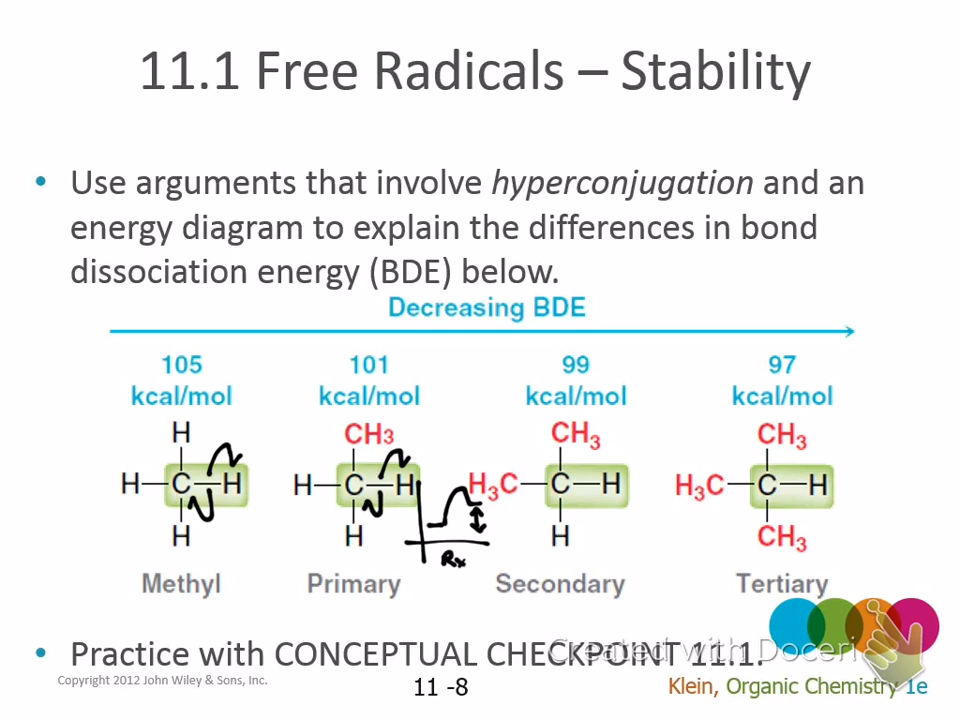 11.1 Free Radicals – Stability
• Use arguments that involve hyperconjugation and an
energy diagram to explain the differences in bond
dissociation energy (BDE) below.
Decreasing BDE
105 101 99 97
kcal/mol kcal/mol kcal/mol kcal/mol
H CH3 CH3 CH3
H–C–H H–C–H H3C–C–H H3C–C–H
H H H CH3
Rx
Methyl Primary Secondary Tertiary
• Practice with CONCEPTUAL CHECKPOINT 11.1.
Created with Doceri
Copyright 2012 John Wiley & Sons, Inc.
11 -8
Klein, Organic Chemistry 1e